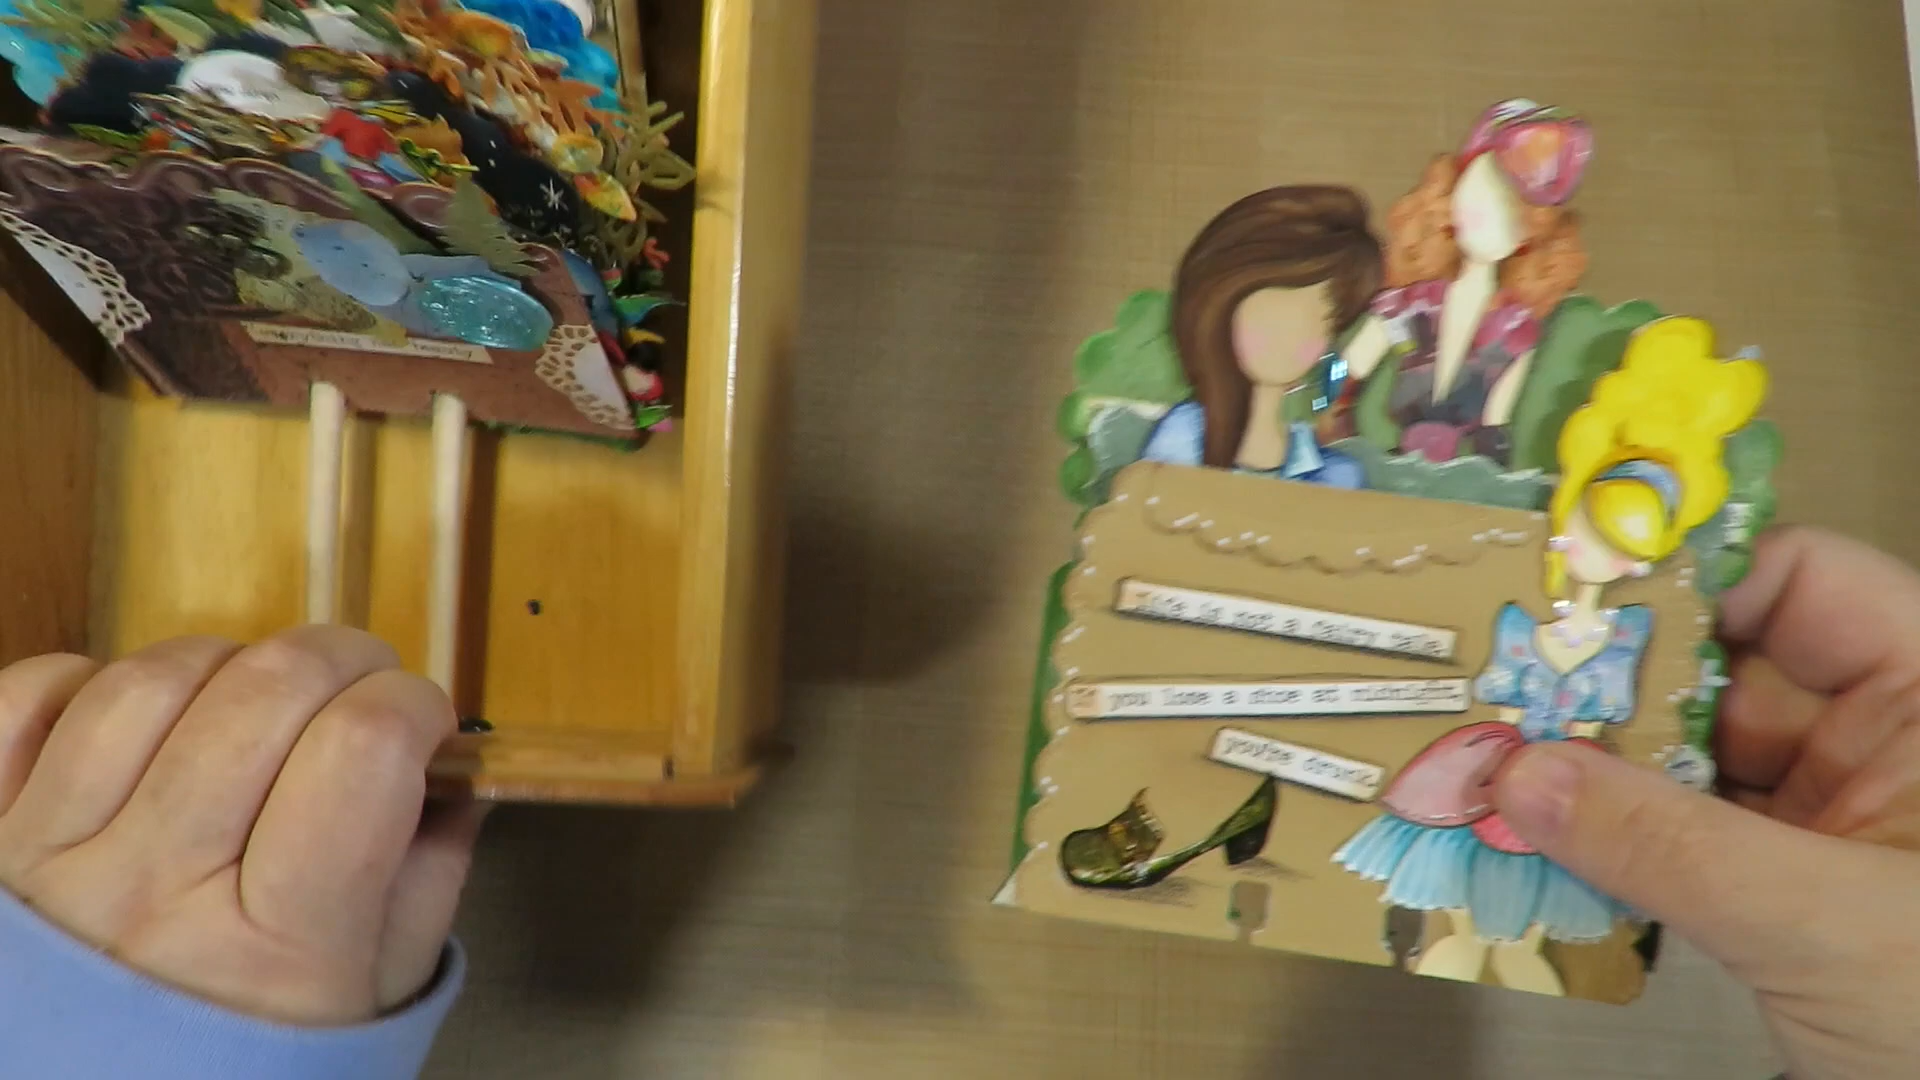 Life is not a fairy tale.
If you lose a shoe at midnight,
you're drunk.